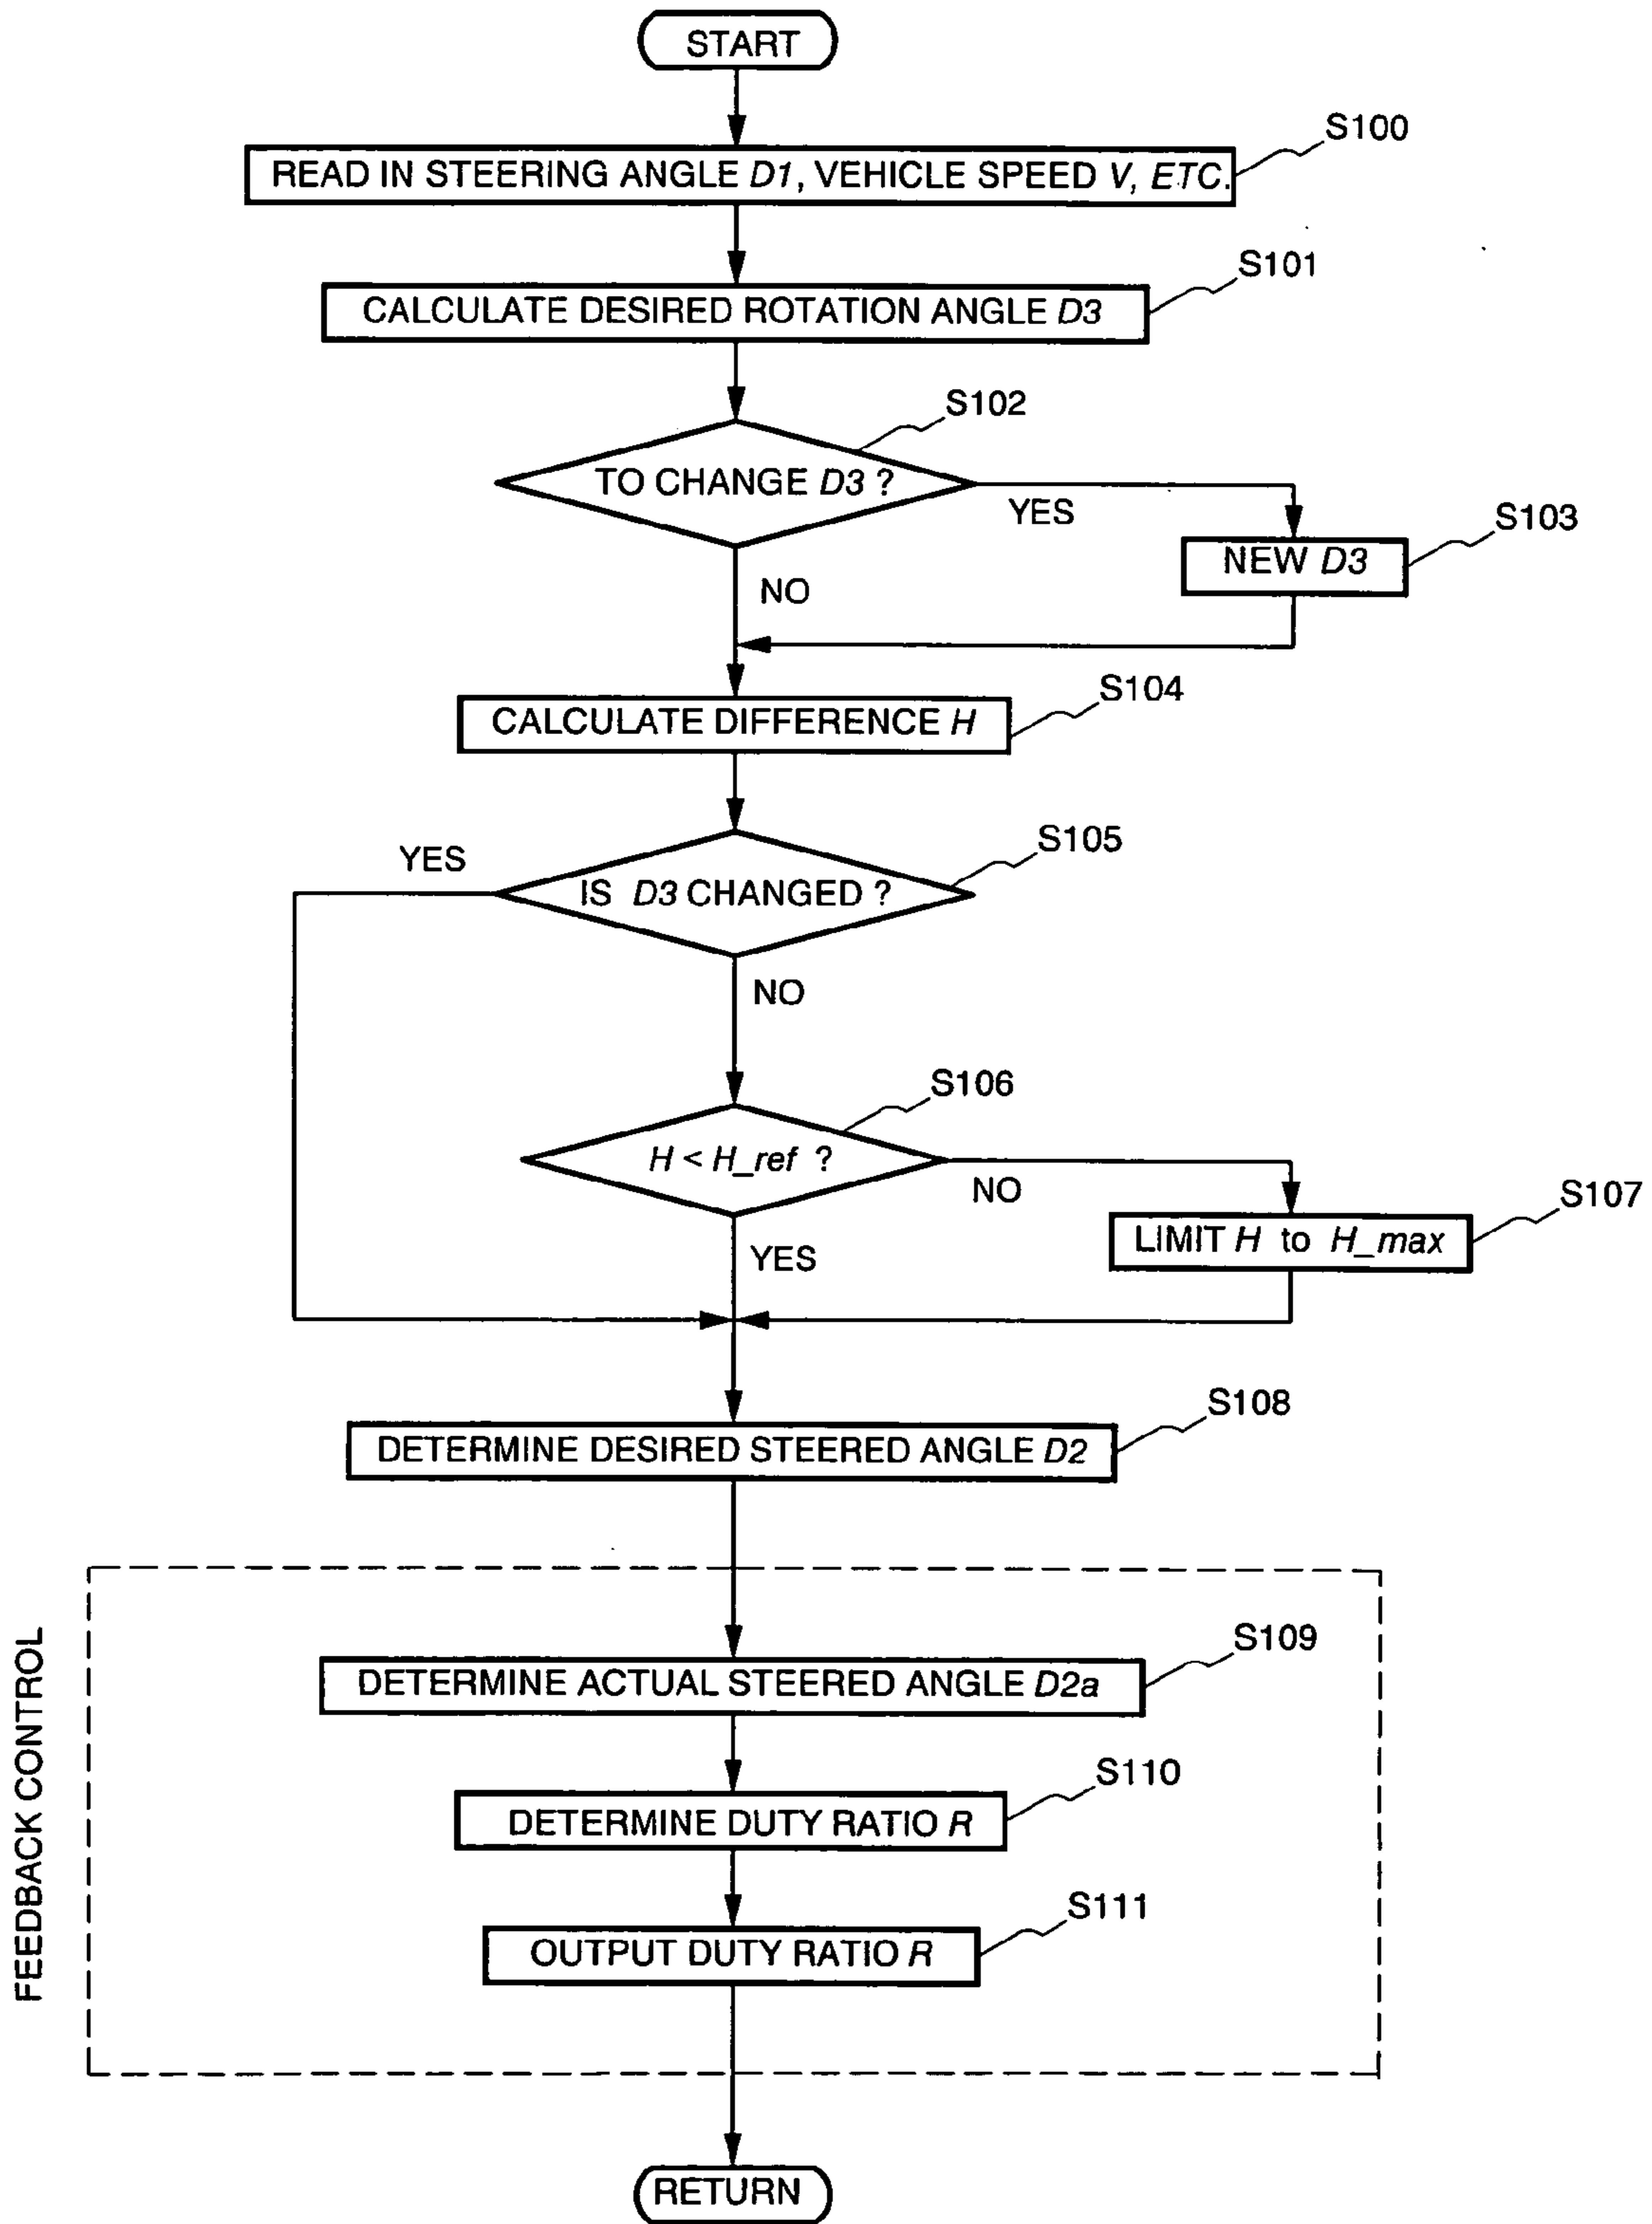 START
S100
READ IN STEERING ANGLE D1, VEHICLE SPEED V, ETC.
S101
CALCULATE DESIRED ROTATION ANGLE D3
S102
TO CHANGE D3 ?
YES
S103
NEW D3
NO
S104
CALCULATE DIFFERENCE H
S105
YES
IS D3 CHANGED ?
NO
S106
H < H_ref ?
NO
S107
LIMIT H to H_max
YES
S108
DETERMINE DESIRED STEERED ANGLE D2
FEEDBACK CONTROL
S109
DETERMINE ACTUAL STEERED ANGLE D2a
S110
DETERMINE DUTY RATIO R
S111
OUTPUT DUTY RATIO R
RETURN